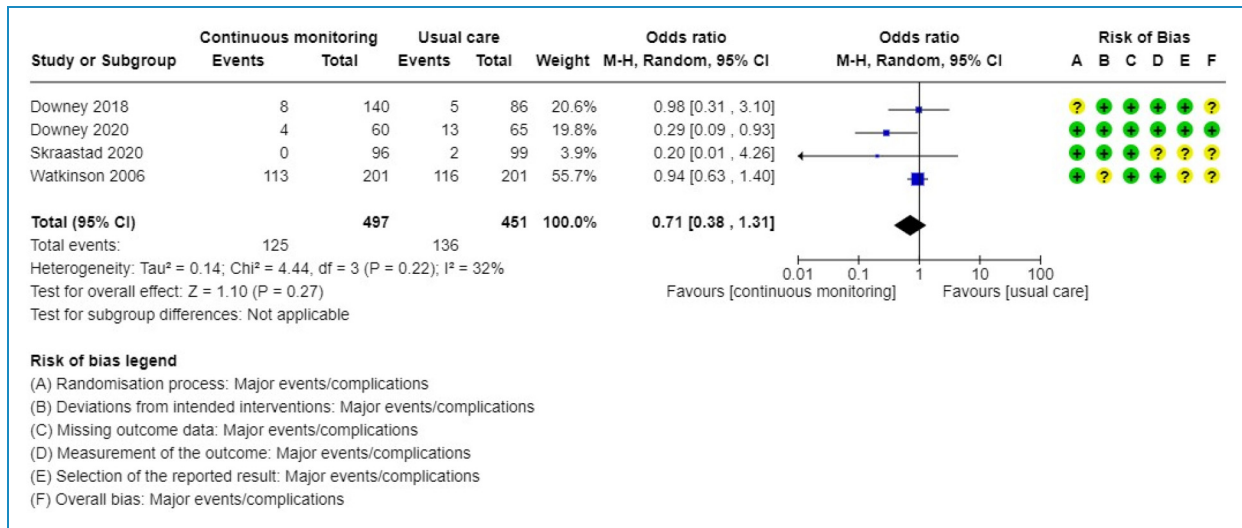 Continuous monitoring Usual care Odds ratio Odds ratio Risk of Bias
Study or Subgroup Events Total Events Total Weight M-H, Random, 95% CI M-H, Random, 95% CI A B C D E F
Downey 2018 8 140 5 86 20.6% 0.98 [0.31 , 3.10] ? + + + + ?
Downey 2020 4 60 13 65 19.8% 0.29 [0.09 , 0.93] + + + + + +
Skraastad 2020 0 96 2 99 3.9% 0.20 [0.01 , 4.26] + + + ? ? ?
Watkinson 2006 113 201 116 201 55.7% 0.94 [0.63 , 1.40] + ? + + ? ?
Total (95% CI) 497 451 100.0% 0.71 [0.38 , 1.31]
Total events: 125 136
Heterogeneity: Tau² = 0.14; Chi² = 4.44, df = 3 (P = 0.22); I² = 32%
0.01 0.1 1 10 100
Test for overall effect: Z = 1.10 (P = 0.27) Favours [continuous monitoring] Favours [usual care]
Test for subgroup differences: Not applicable
Risk of bias legend
(A) Randomisation process: Major events/complications
(B) Deviations from intended interventions: Major events/complications
(C) Missing outcome data: Major events/complications
(D) Measurement of the outcome: Major events/complications
(E) Selection of the reported result: Major events/complications
(F) Overall bias: Major events/complications